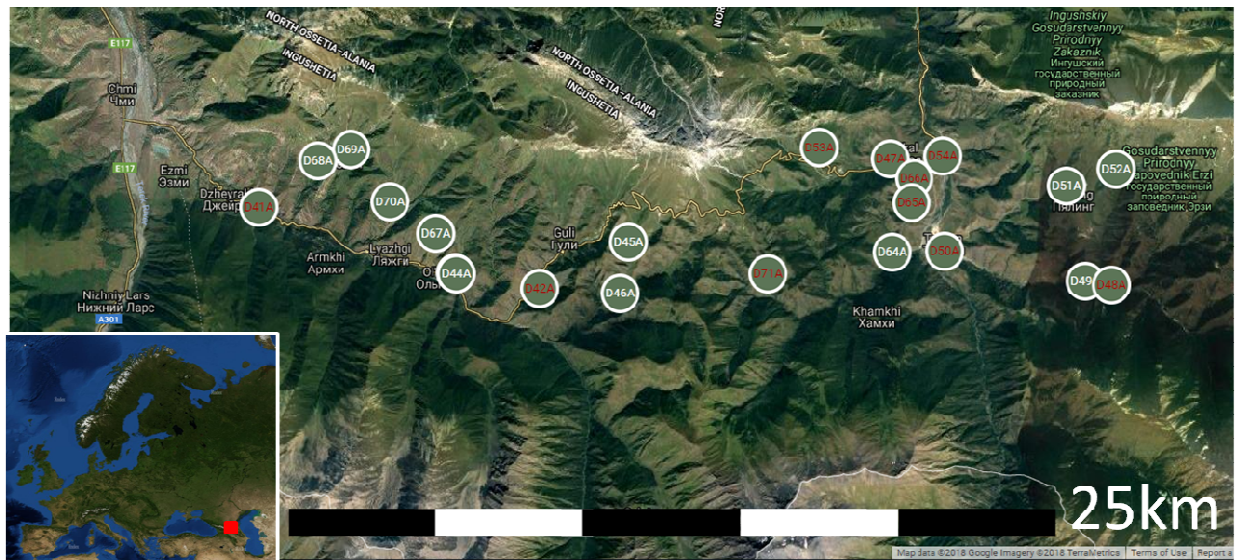 E117
NORTH OSSETIA-ALANIA
INGUSHETIA
NORTH OSSETIA-ALANIA
INGUSHETIA
Ingushskiy
Gosudarstvennyy
Prirodnyy
Zakaznik
Ингушский
государственный
природный
заказник
Chmi
Чми
E117
Ezmi
Эзми
D68A
D69A
D53A
D47A
D54A
D66A
D65A
D51A
D52A
Gosudarstvennyy
Prirodnyy
Erzi
государственный
природный
заповедник Эрзи
Пялинг
D41A
D70A
D67A
Guli
Гули
D45A
D64A
D50A
Armkhi
Армхи
Lyazhgi
Ляжги
D44A
D42A
D46A
D71A
D49
D48A
Nizhniy Lars
Нижний Ларс
A301
Khamkhi
Хамхи
25km
Map data ©2018 Google Imagery ©2018 TerraMetrics
Terms of Use
Report a